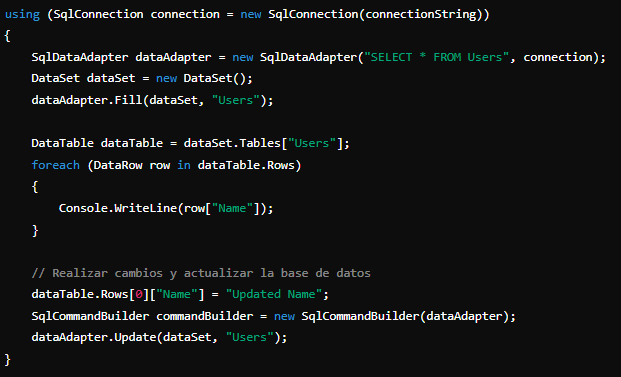 using (SqlConnection connection = new SqlConnection(connectionString))
{
    SqlDataAdapter dataAdapter = new SqlDataAdapter("SELECT * FROM Users", connection);
    DataSet dataSet = new DataSet();
    dataAdapter.Fill(dataSet, "Users");

    DataTable dataTable = dataSet.Tables["Users"];
    foreach (DataRow row in dataTable.Rows)
    {
        Console.WriteLine(row["Name"]);
    }

    // Realizar cambios y actualizar la base de datos
    dataTable.Rows[0]["Name"] = "Updated Name";
    SqlCommandBuilder commandBuilder = new SqlCommandBuilder(dataAdapter);
    dataAdapter.Update(dataSet, "Users");
}